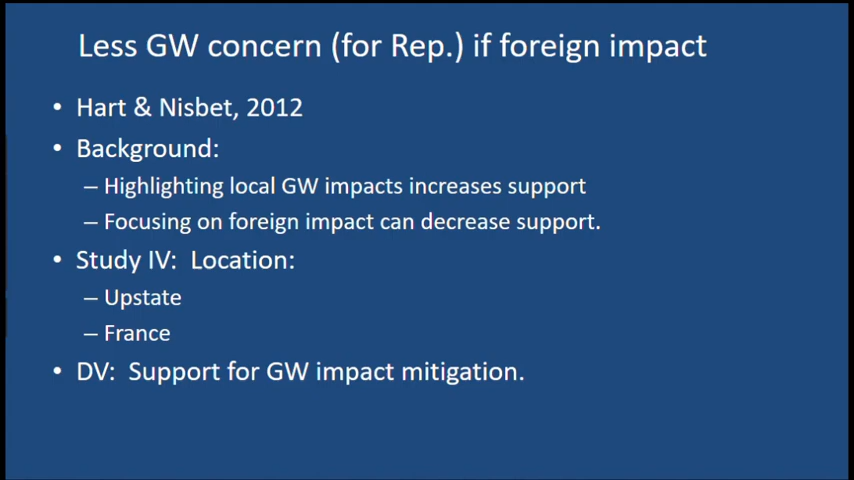 Less GW concern (for Rep.) if foreign impact
• Hart & Nisbet, 2012
• Background:
– Highlighting local GW impacts increases support
– Focusing on foreign impact can decrease support.
• Study IV: Location:
– Upstate
– France
• DV: Support for GW impact mitigation.